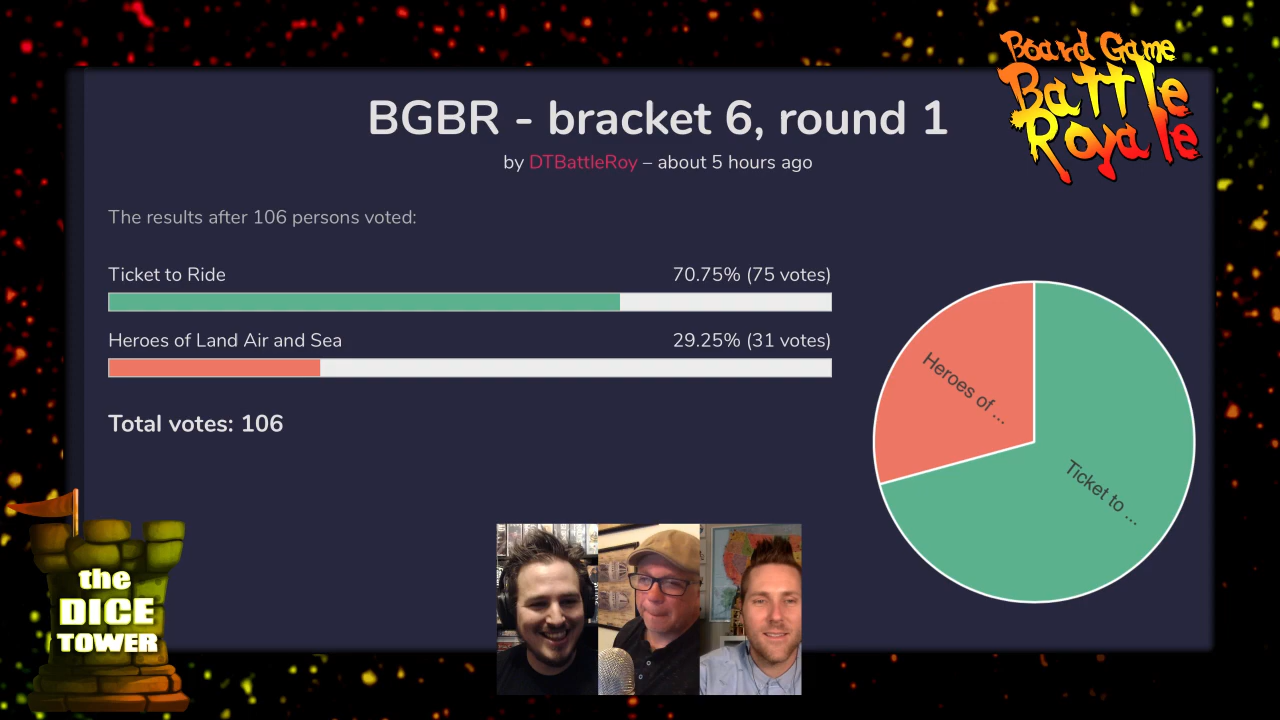 Board Game
Battle
Royale
BGBR - bracket 6, round 1
by DTBattleRoy – about 5 hours ago
The results after 106 persons voted:
Ticket to Ride 70.75% (75 votes)
Heroes of Land Air and Sea 29.25% (31 votes)
Total votes: 106
Heroes of ...
Ticket to ...
the
DICE
TOWER